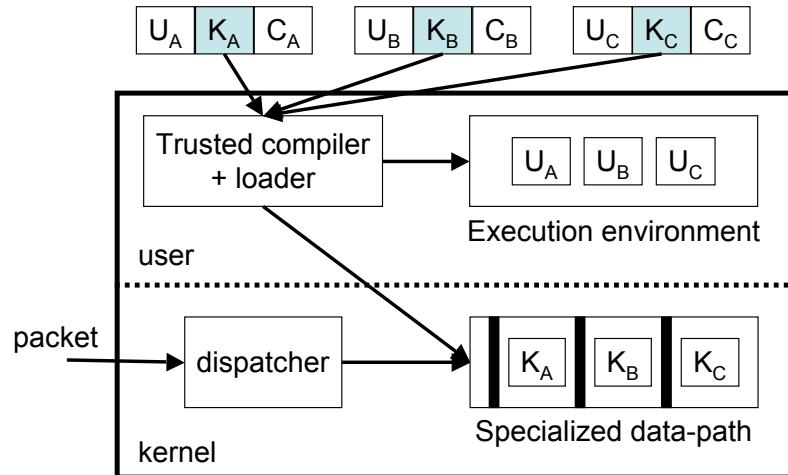 U_A K_A C_A U_B K_B C_B U_C K_C C_C
Trusted compiler
+ loader
U_A U_B U_C
Execution environment
user
packet
dispatcher
K_A K_B K_C
Specialized data-path
kernel